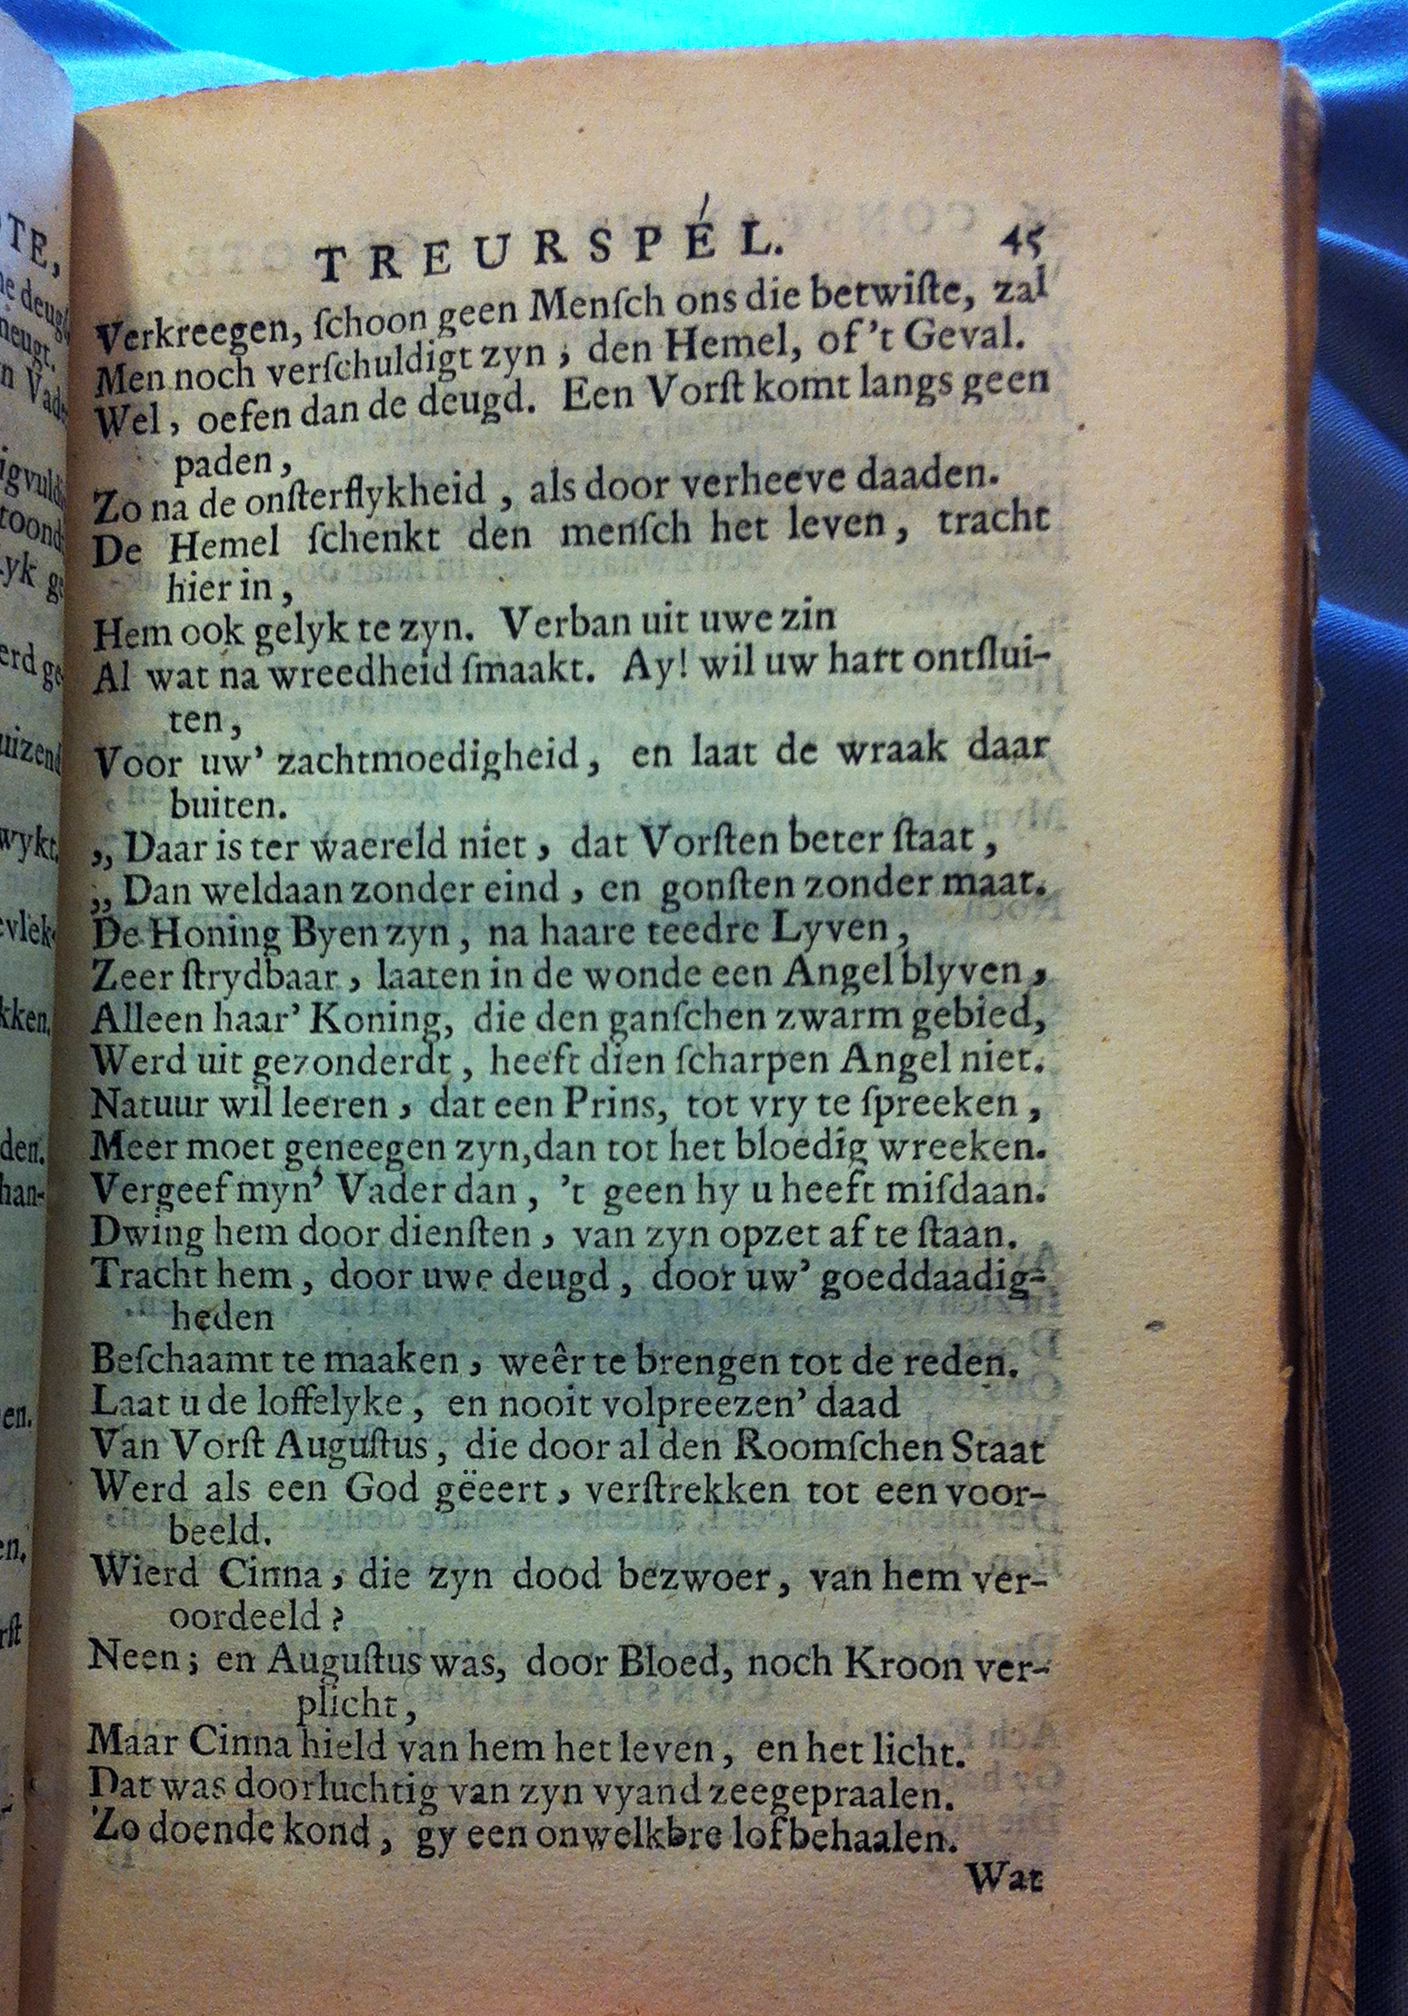 TREURSPÉL. 45
Verkreegen, ſchoon geen Menſch ons die betwiſte, zal
Men noch verſchuldigt zyn, den Hemel, of 't Geval.
Wel, oefen dan de deugd. Een Vorſt komt langs geen
paden,
Zo na de onſterflykheid, als door verheeve daaden.
De Hemel ſchenkt den menſch het leven, tracht
hier in,
Hem ook gelyk te zyn. Verban uit uwe zin
Al wat na wreedheid ſmaakt. Ay! wil uw hart ontſlui-
ten,
Voor uw' zachtmoedigheid, en laat de wraak daar
buiten.
„ Daar is ter waereld niet, dat Vorſten beter ſtaat,
„ Dan weldaan zonder eind, en gonſten zonder maat.
De Honing Byen zyn, na haare teedre Lyven,
Zeer ſtrydbaar, laaten in de wonde een Angel blyven,
Alleen haar' Koning, die den ganſchen zwarm gebied,
Werd uit gezonderdt, heeft dien ſcharpen Angel niet.
Natuur wil leeren, dat een Prins, tot vry te ſpreeken,
Meer moet geneegen zyn, dan tot het bloedig wreeken.
Vergeef myn' Vader dan, 't geen hy u heeft miſdaan.
Dwing hem door dienſten, van zyn opzet af te ſtaan.
Tracht hem, door uwe deugd, door uw' goeddaadig-
heden
Beſchaamt te maaken, weêr te brengen tot de reden.
Laat u de loffelyke, en nooit volpreezen' daad
Van Vorſt Auguſtus, die door al den Roomſchen Staat
Werd als een God gëeert, verſtrekken tot een voor-
beeld.
Wierd Cinna, die zyn dood bezwoer, van hem ver-
oordeeld?
Neen; en Auguſtus was, door Bloed, noch Kroon ver-
plicht,
Maar Cinna hield van hem het leven, en het licht.
Dat was doorluchtig van zyn vyand zeegepraalen.
Zo doende kond, gy een onwelkbre lof behaalen.
Wat